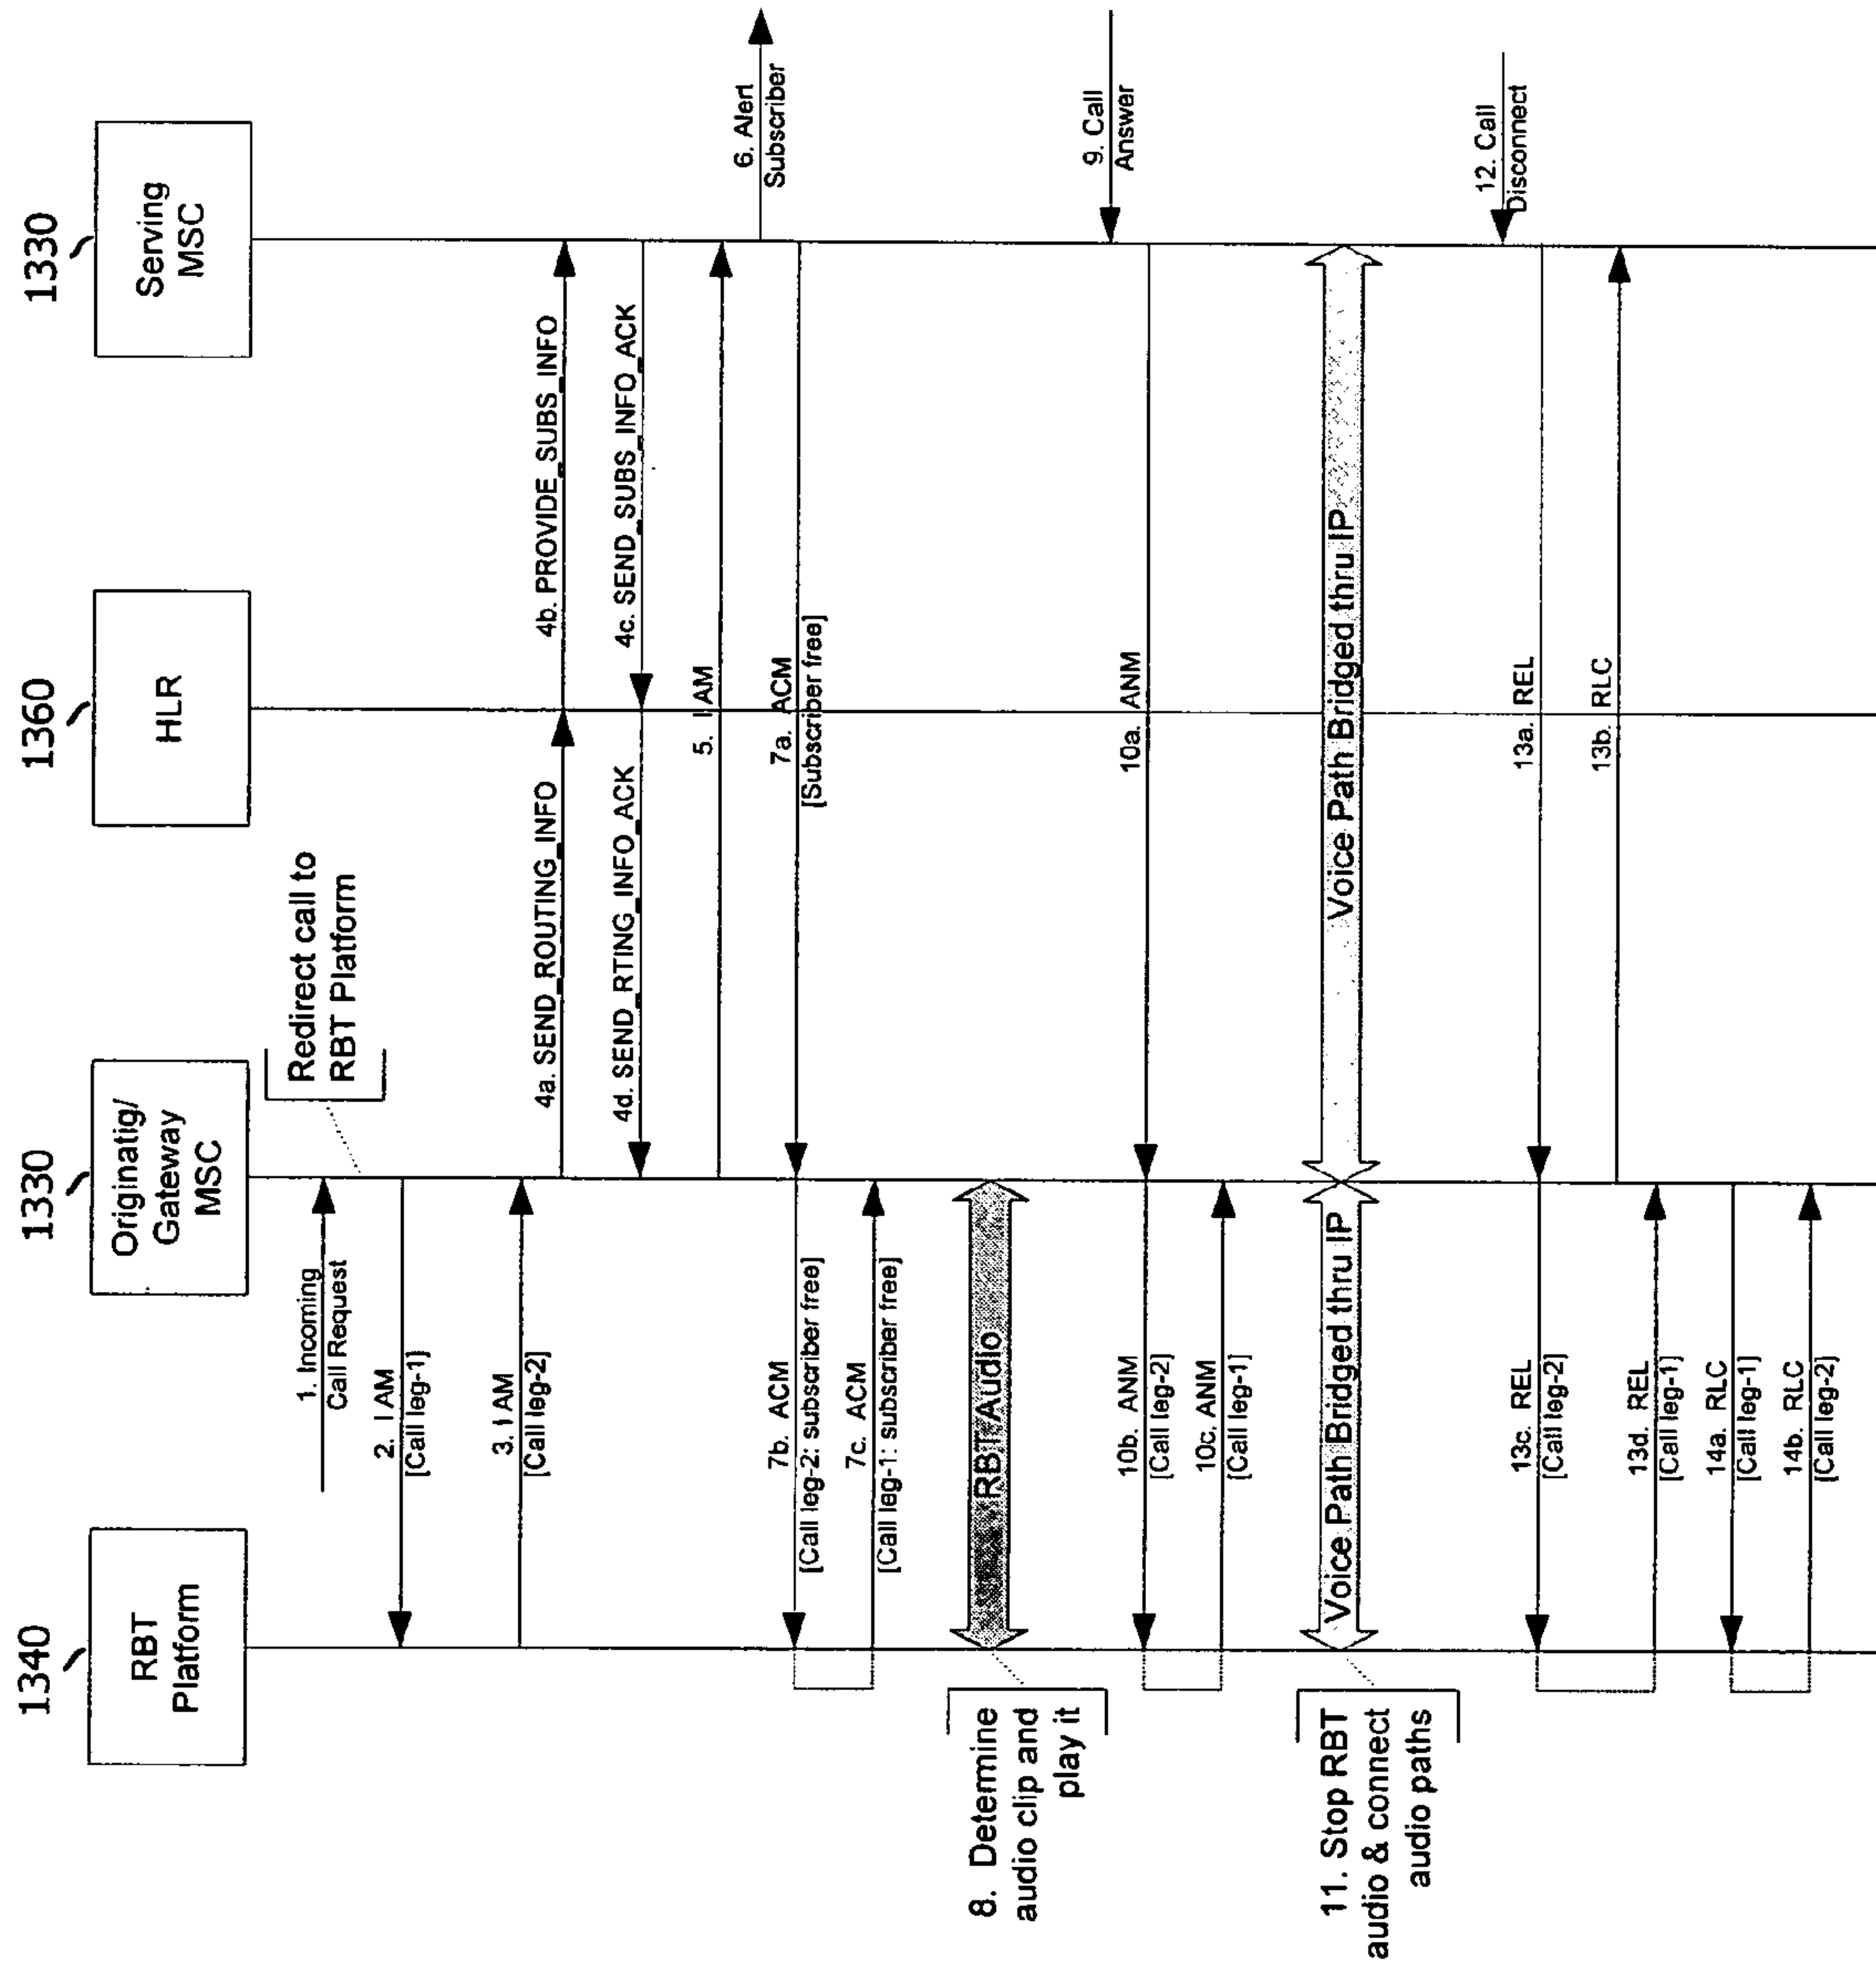 1340
RBT
Platform
1330
Originatig/
Gateway
MSC
1360
HLR
1330
Serving
MSC
Redirect call to
RBT Platform
1. Incoming
Call Request
2. I AM
[Call leg-1]
3. I AM
[Call leg-2]
4a. SEND_ROUTING_INFO
4b. PROVIDE_SUBS_INFO
4c. SEND_SUBS_INFO_ACK
4d. SEND_RTING_INFO_ACK
5. I AM
6. Alert
Subscriber
7a. ACM
[Subscriber free]
7b. ACM
[Call leg-2: subscriber free]
7c. ACM
[Call leg-1: subscriber free]
8. Determine
audio clip and
play it
RBT Audio
9. Call
Answer
10a. ANM
10b. ANM
[Call leg-2]
10c. ANM
[Call leg-1]
11. Stop RBT
audio & connect
audio paths
Voice Path Bridged thru IP
Voice Path Bridged thru IP
12. Call
Disconnect
13a. REL
13b. RLC
13c. REL
[Call leg-2]
13d. REL
[Call leg-1]
14a. RLC
[Call leg-1]
14b. RLC
[Call leg-2]